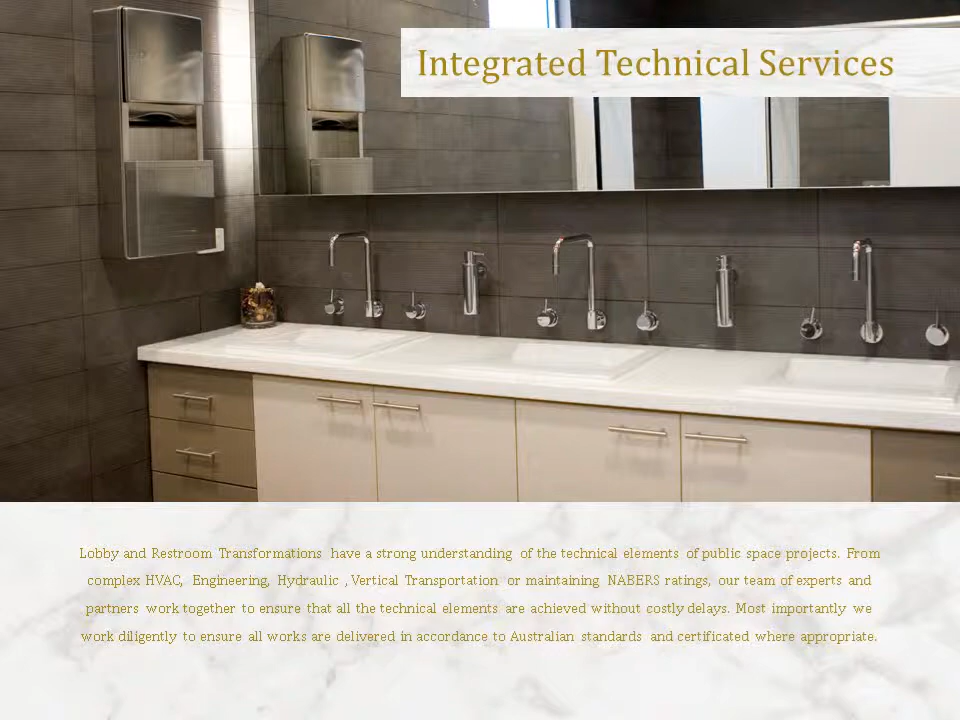 Integrated Technical Services
Lobby and Restroom Transformations have a strong understanding of the technical elements of public space projects. From
complex HVAC, Engineering, Hydraulic , Vertical Transportation or maintaining NABERS ratings, our team of experts and
partners work together to ensure that all the technical elements are achieved without costly delays. Most importantly we
work diligently to ensure all works are delivered in accordance to Australian standards and certificated where appropriate.